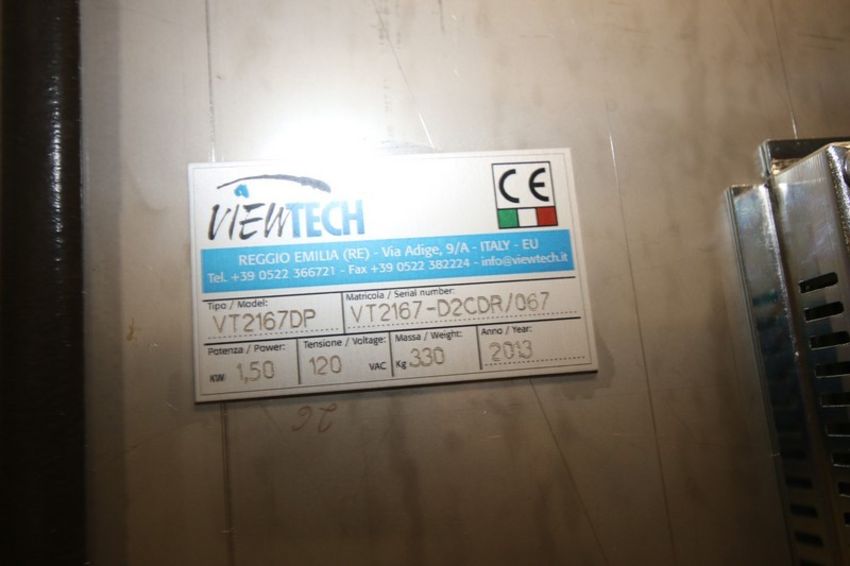 VIEWTECH
CE
REGGIO EMILIA (RE) - Via Adige, 9/A - ITALY - EU
Tel. +39 0522 366721 - Fax +39 0522 382224 - info@viewtech.it
Tipo / Model: Matricola / Serial number:
VT2167DP VT2167-D2CDR/067
Potenza / Power: Tensione / Voltage: Massa / Weight: Anno / Year:
KW 1,50 120 VAC Kg 330 2013